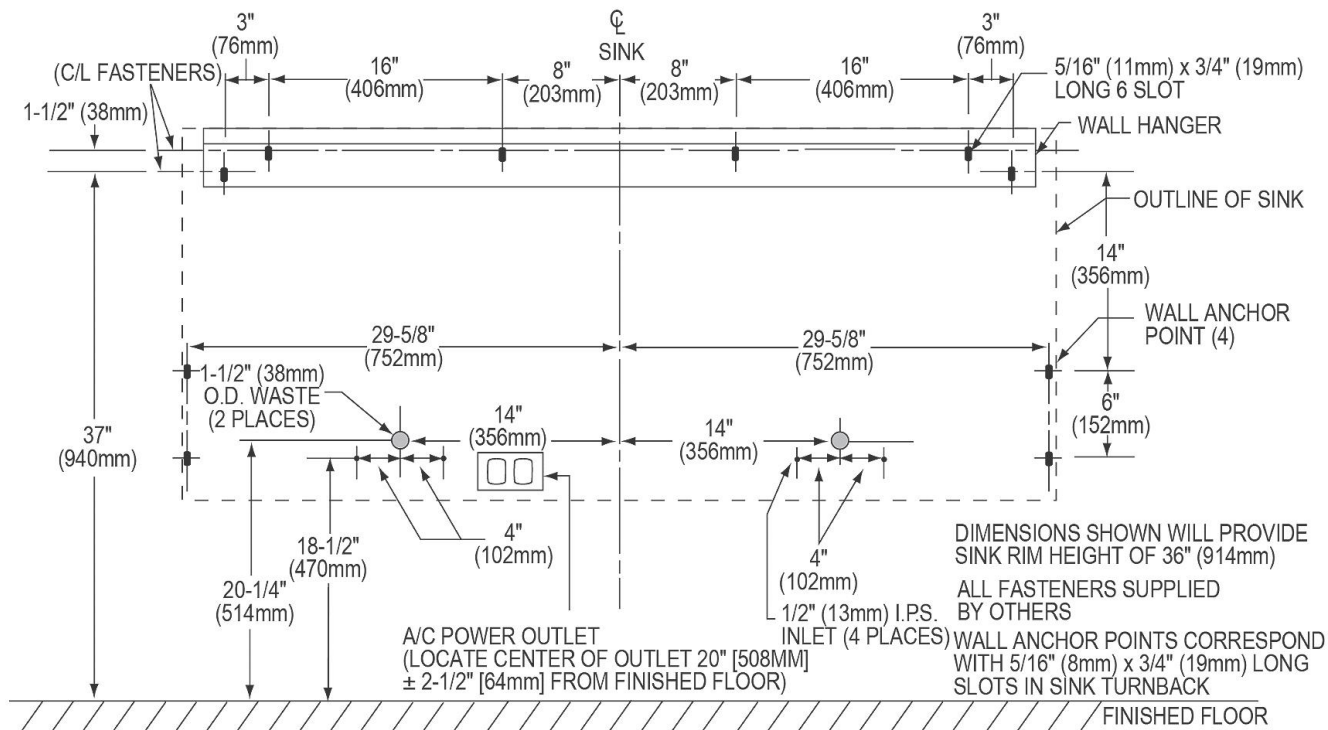 ℄
SINK
3"
(76mm)
16"
(406mm)
8"
(203mm)
8"
(203mm)
16"
(406mm)
3"
(76mm)
(C/L FASTENERS)
1-1/2" (38mm)
5/16" (11mm) x 3/4" (19mm)
LONG 6 SLOT
WALL HANGER
OUTLINE OF SINK
14"
(356mm)
WALL ANCHOR
POINT (4)
29-5/8"
(752mm)
29-5/8"
(752mm)
1-1/2" (38mm)
O.D. WASTE
(2 PLACES)
14"
(356mm)
14"
(356mm)
6"
(152mm)
37"
(940mm)
18-1/2"
(470mm)
20-1/4"
(514mm)
4"
(102mm)
4"
(102mm)
1/2" (13mm) I.P.S.
INLET (4 PLACES)
A/C POWER OUTLET
(LOCATE CENTER OF OUTLET 20" [508MM]
± 2-1/2" [64mm] FROM FINISHED FLOOR)
DIMENSIONS SHOWN WILL PROVIDE
SINK RIM HEIGHT OF 36" (914mm)
ALL FASTENERS SUPPLIED
BY OTHERS
WALL ANCHOR POINTS CORRESPOND
WITH 5/16" (8mm) x 3/4" (19mm) LONG
SLOTS IN SINK TURNBACK
FINISHED FLOOR